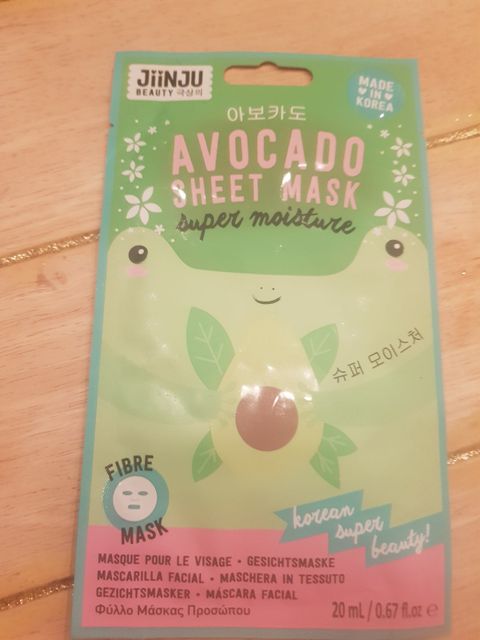 JiiNJU
BEAUTY 극상의
MADE
IN
KOREA
아보카도
AVOCADO
SHEET MASK
super moisture
슈퍼 모이스처
FIBRE
MASK
korean
super
beauty!
MASQUE POUR LE VISAGE • GESICHTSMASKE
MASCARILLA FACIAL • MASCHERA IN TESSUTO
GEZICHTSMASKER • MÁSCARA FACIAL
Φύλλο Μάσκας Προσώπου
20 mL / 0.67 fl.oz ℮